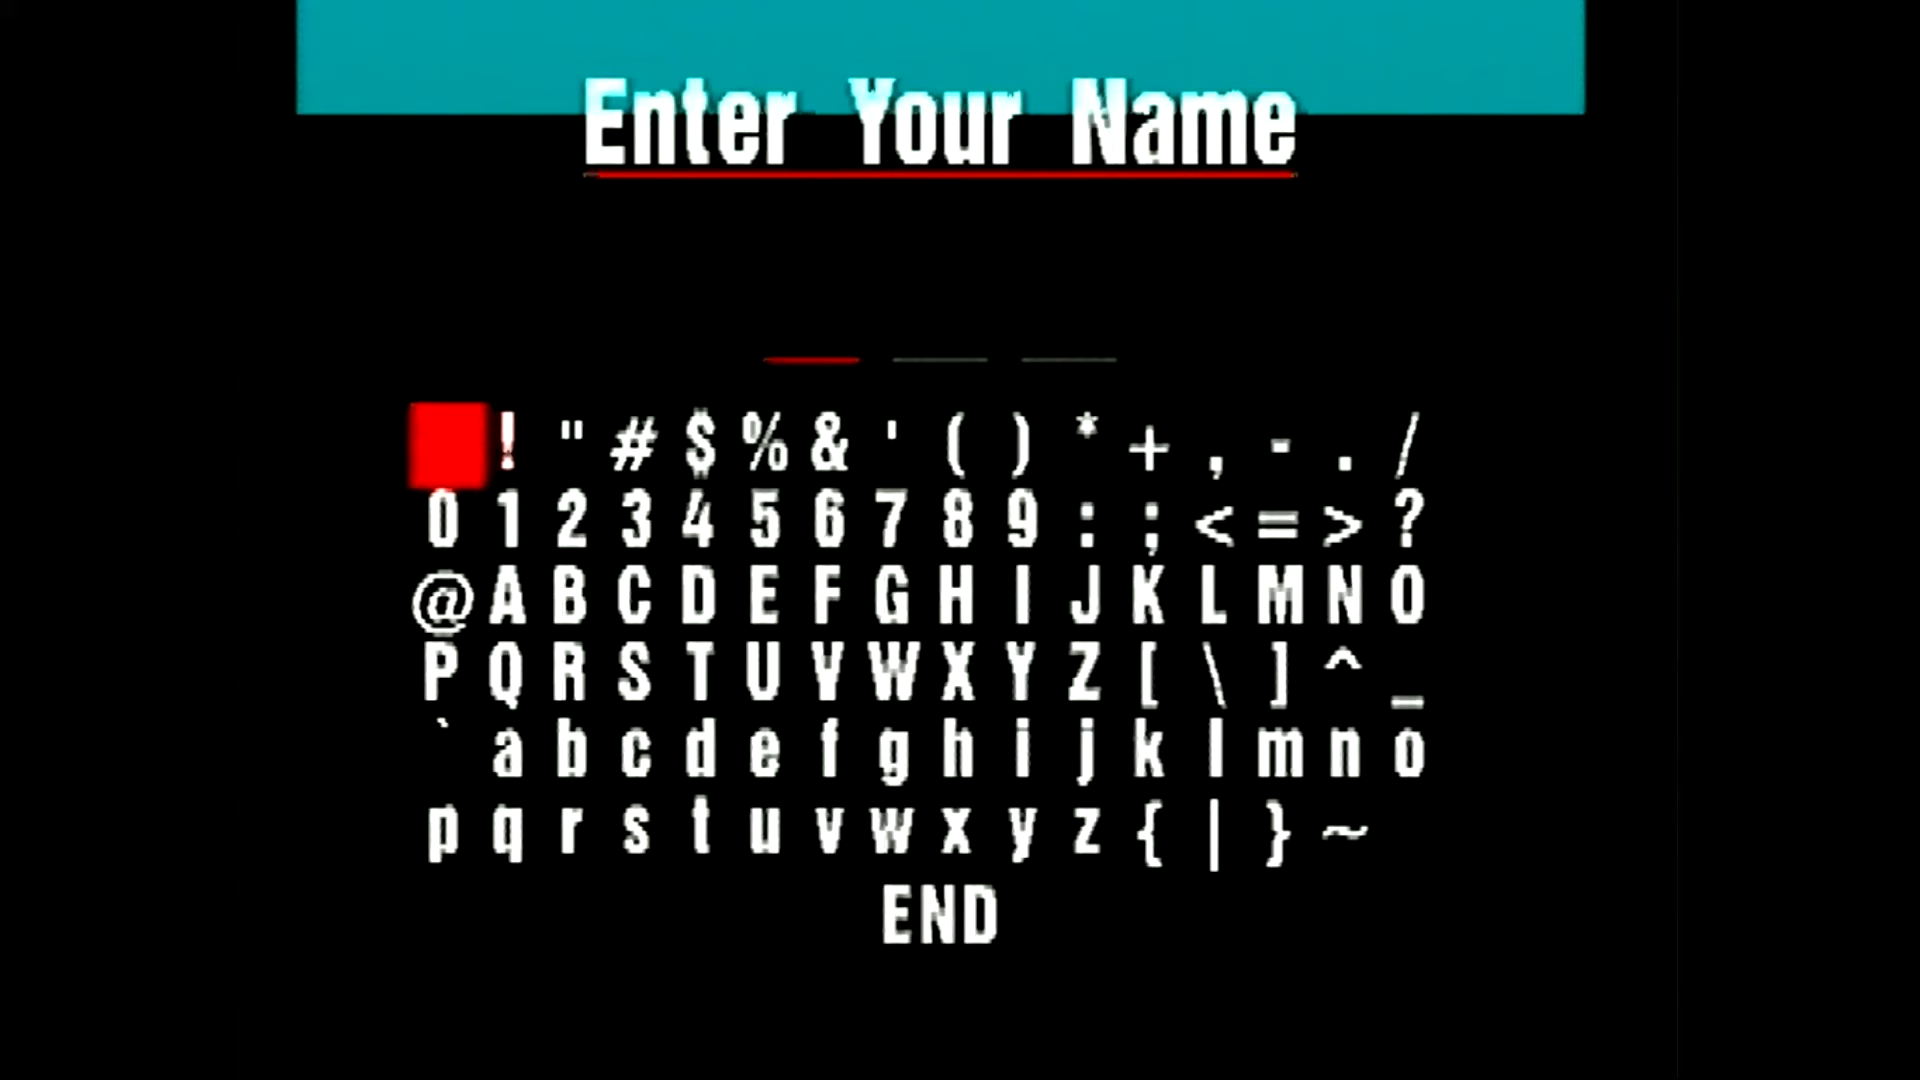 Enter Your Name
! " # $ % & ' ( ) * + , - . /
0 1 2 3 4 5 6 7 8 9 : ; < = > ?
@ A B C D E F G H I J K L M N O
P Q R S T U V W X Y Z [ \ ] ^ _
` a b c d e f g h i j k l m n o
p q r s t u v w x y z { | } ~
END